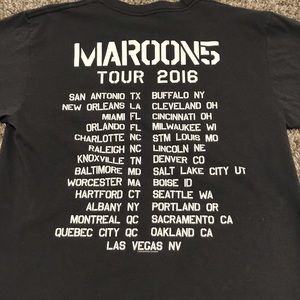 MAROON5
TOUR 2016
SAN ANTONIO TX BUFFALO NY
NEW ORLEANS LA CLEVELAND OH
MIAMI FL CINCINNATI OH
ORLANDO FL MILWAUKEE WI
CHARLOTTE NC STM LOUIS MO
RALEIGH NC LINCOLN NE
KNOXVILLE TN DENVER CO
BALTIMORE MD SALT LAKE CITY UT
WORCESTER MA BOISE ID
HARTFORD CT SEATTLE WA
ALBANY NY PORTLAND OR
MONTREAL QC SACRAMENTO CA
QUEBEC CITY QC OAKLAND CA
LAS VEGAS NV